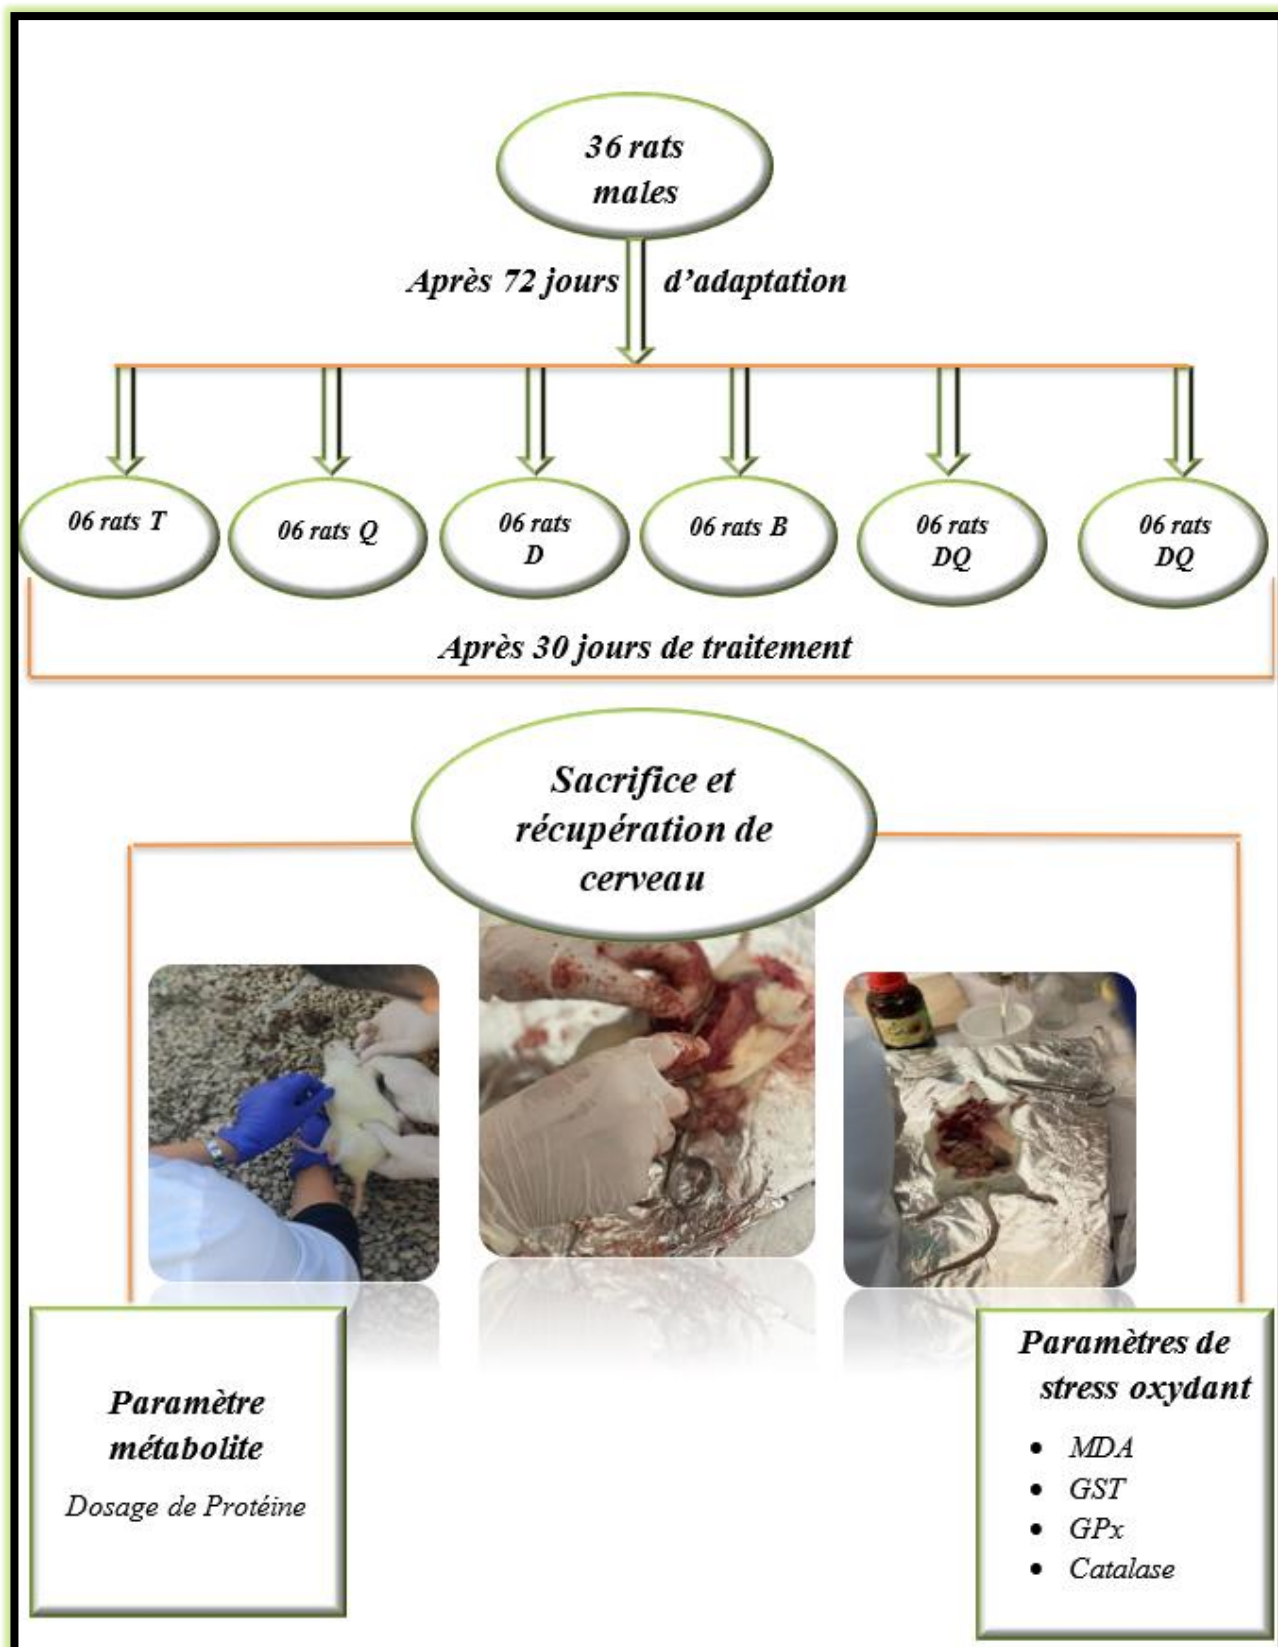 36 rats
males
Après 72 jours d'adaptation
06 rats T
06 rats Q
06 rats
D
06 rats B
06 rats
DQ
06 rats
DQ
Après 30 jours de traitement
Sacrifice et
récupération de
cerveau
Paramètre
métabolite
Dosage de Protéine
Paramètres de
stress oxydant
• MDA
• GST
• GPx
• Catalase